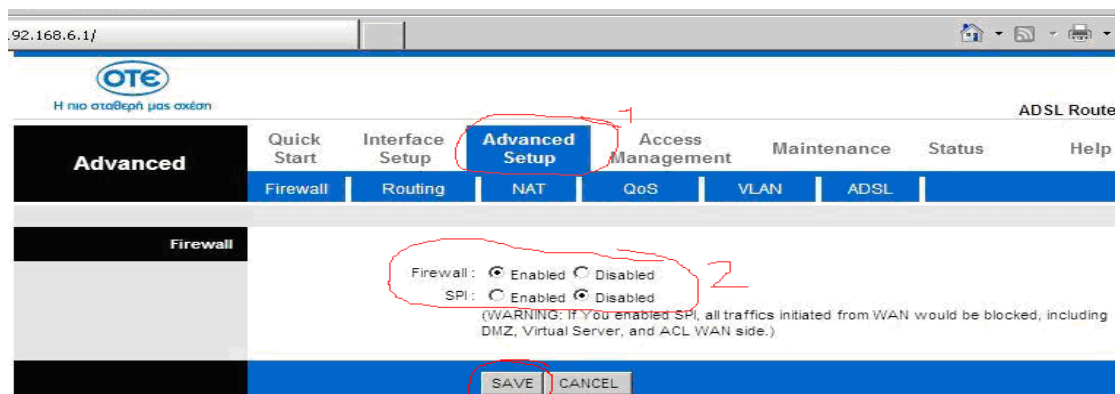 .92.168.6.1/
OTE
Η πιο σταθερή μας σχέση
ADSL Route
Advanced
Quick Start
Interface Setup
Advanced Setup
1
Access Management
Maintenance
Status
Help
Firewall
Routing
NAT
QoS
VLAN
ADSL
Firewall
Firewall : Enabled Disabled
SPI : Enabled Disabled
2
(WARNING: If You enabled SPI, all traffics initiated from WAN would be blocked, including
DMZ, Virtual Server, and ACL WAN side.)
SAVE CANCEL